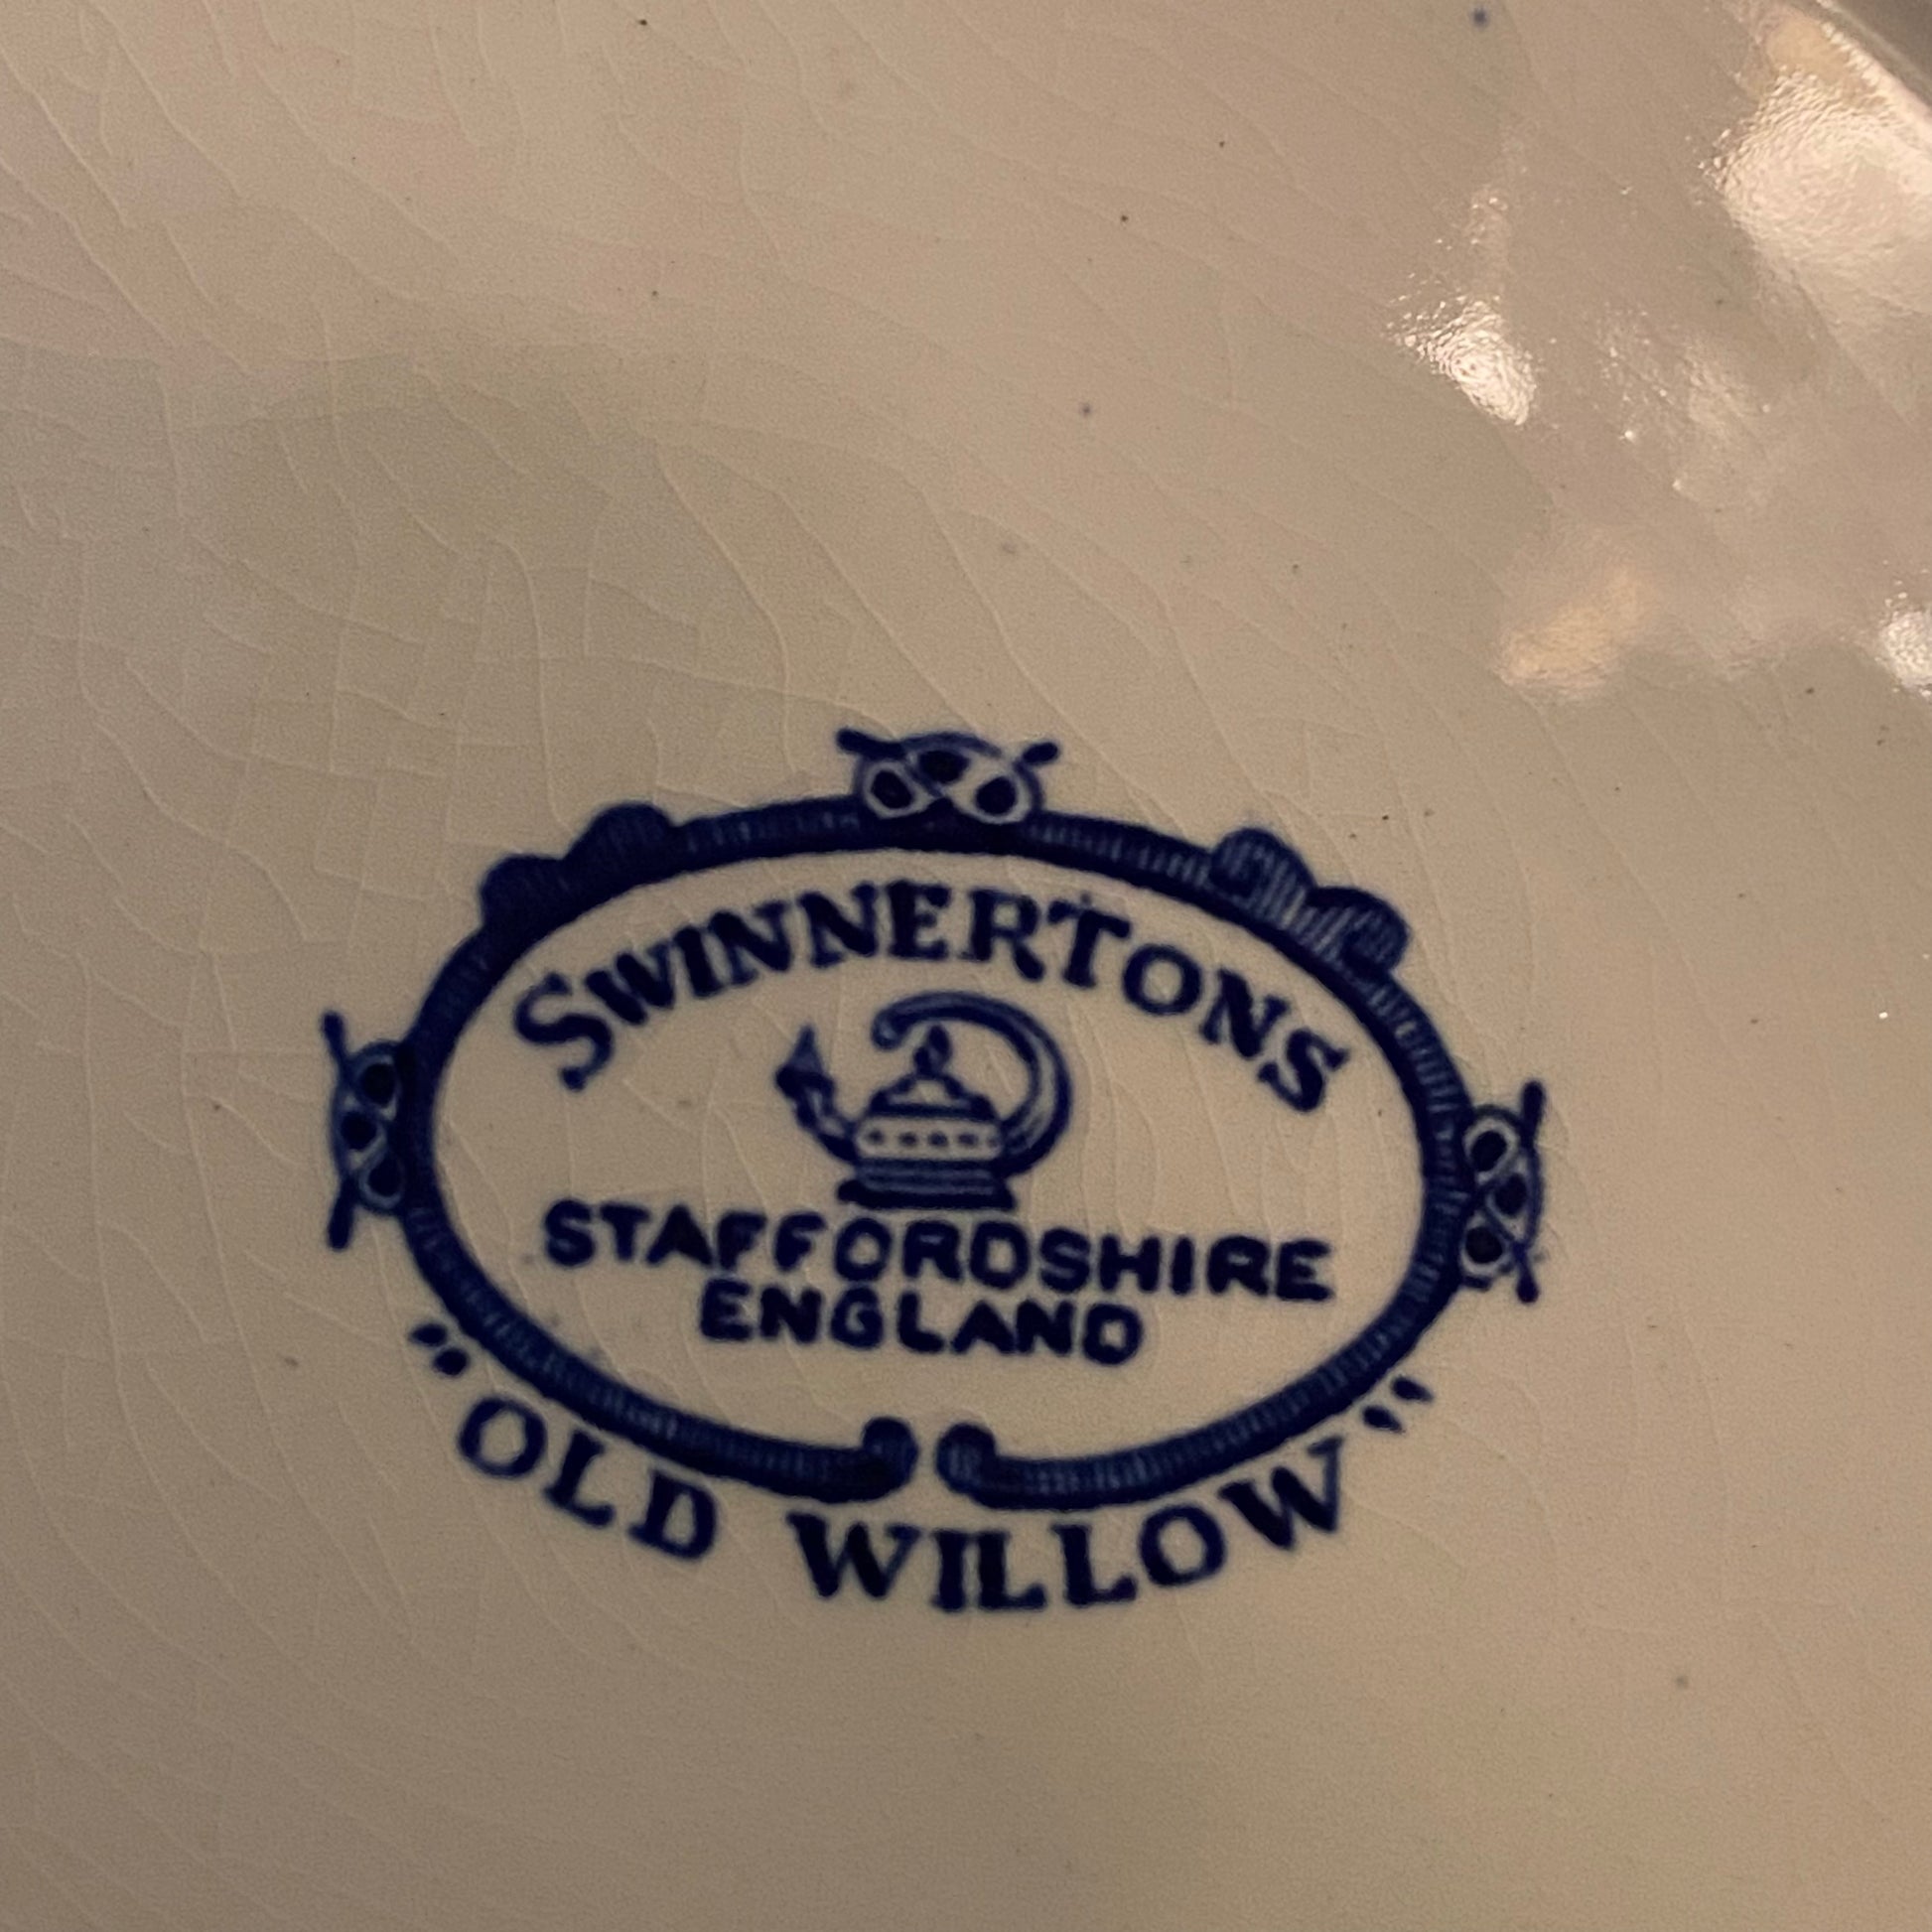 SWINNERTONS
STAFFORDSHIRE
ENGLAND
"OLD WILLOW"